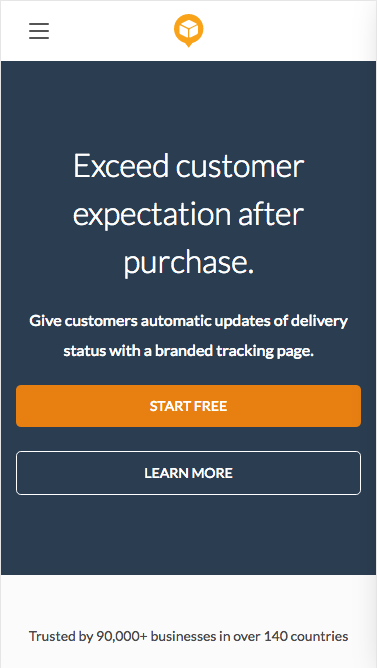 Exceed customer
expectation after
purchase.
Give customers automatic updates of delivery
status with a branded tracking page.
START FREE
LEARN MORE
Trusted by 90,000+ businesses in over 140 countries